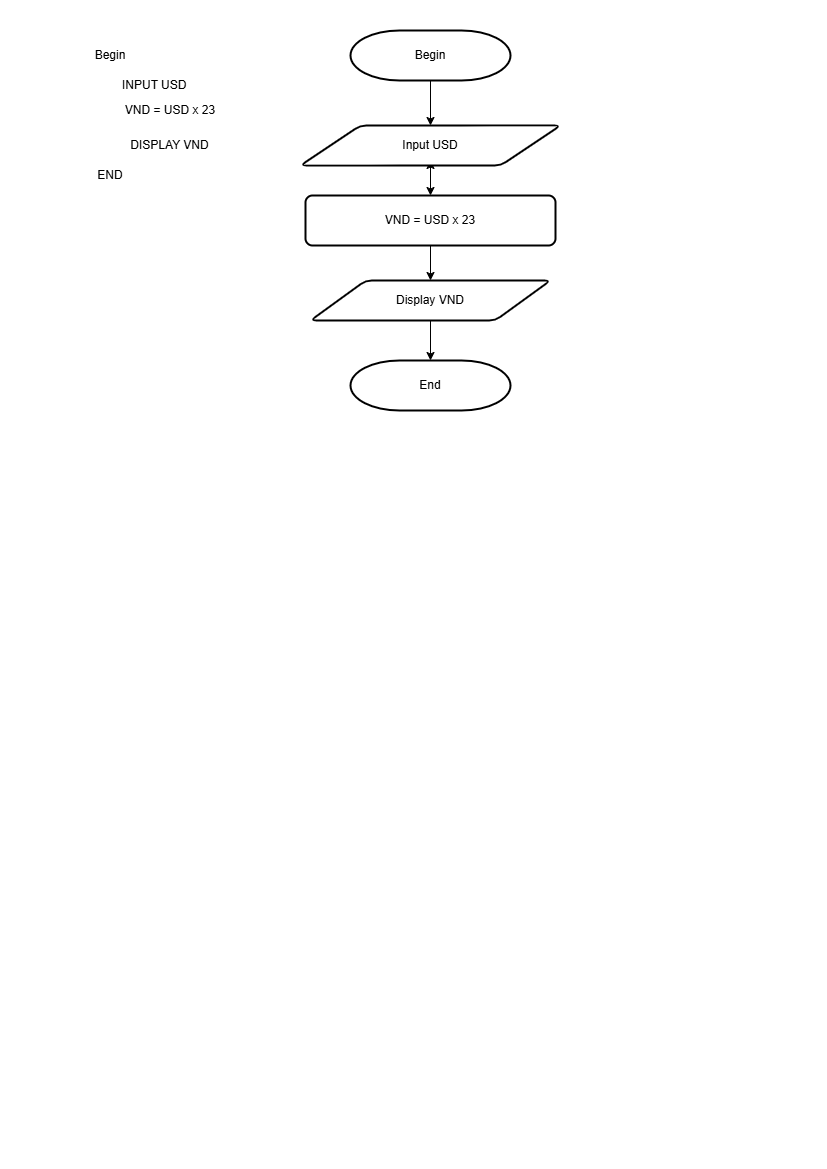 Begin
INPUT USD
VND = USD x 23
DISPLAY VND
END
Begin
Input USD
VND = USD x 23
Display VND
End